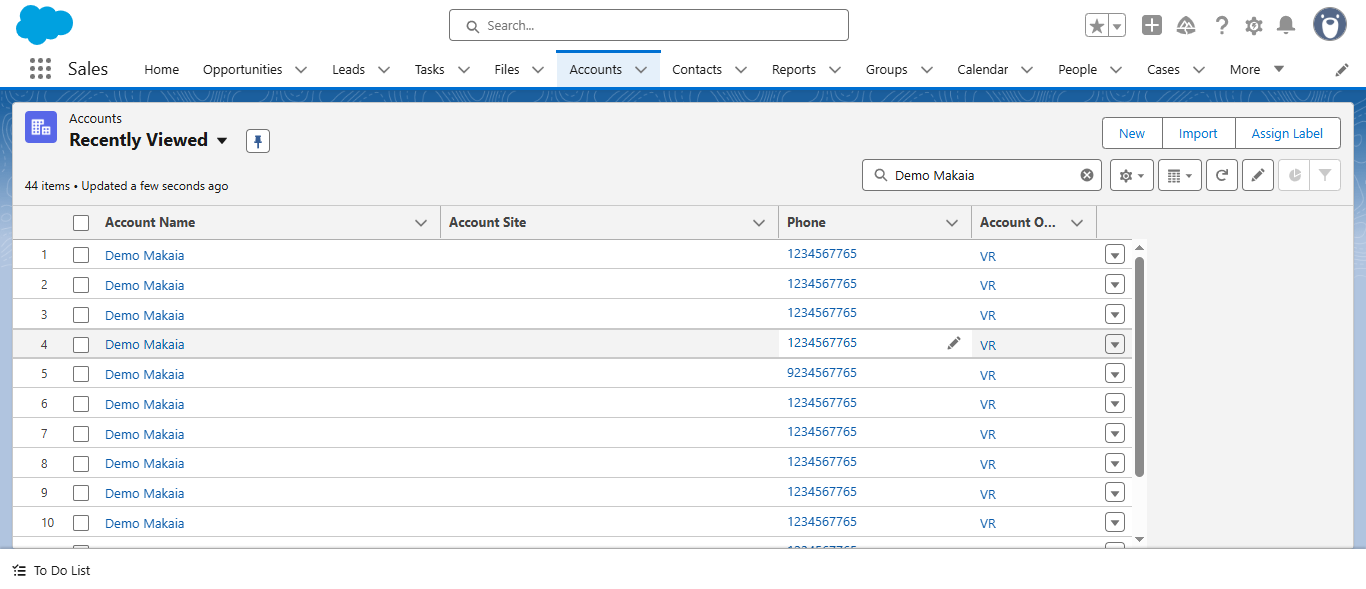 Search...
Sales Home Opportunities Leads Tasks Files Accounts Contacts Reports Groups Calendar People Cases More
Accounts
Recently Viewed
New Import Assign Label
44 items • Updated a few seconds ago
Demo Makaia
Account Name Account Site Phone Account O...
1 Demo Makaia 1234567765 VR
2 Demo Makaia 1234567765 VR
3 Demo Makaia 1234567765 VR
4 Demo Makaia 1234567765 VR
5 Demo Makaia 9234567765 VR
6 Demo Makaia 1234567765 VR
7 Demo Makaia 1234567765 VR
8 Demo Makaia 1234567765 VR
9 Demo Makaia 1234567765 VR
10 Demo Makaia 1234567765 VR
To Do List